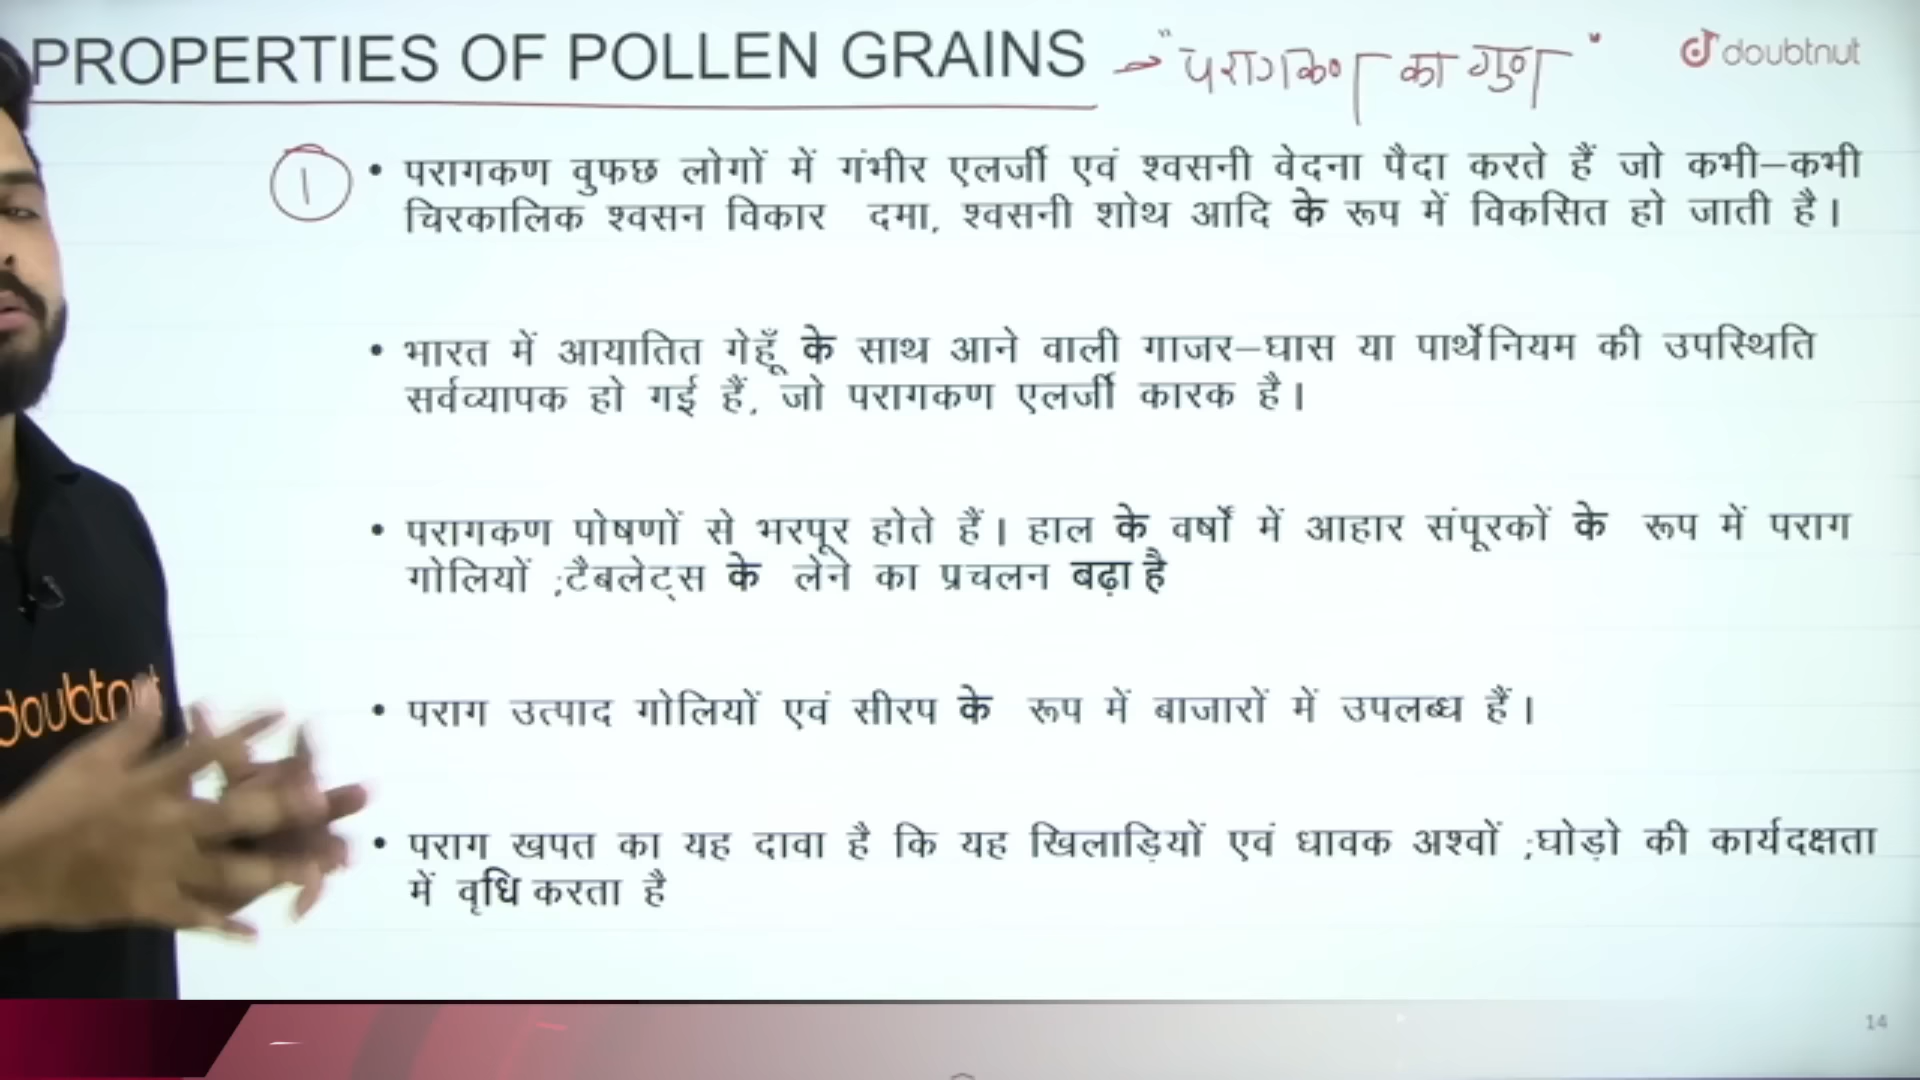 PROPERTIES OF POLLEN GRAINS → "परागकण का गुण"
doubtnut
1
• परागकण वुफछ लोगों में गंभीर एलर्जी एवं श्वसनी वेदना पैदा करते हैं जो कभी–कभी
चिरकालिक श्वसन विकार दमा, श्वसनी शोथ आदि के रूप में विकसित हो जाती है।
• भारत में आयातित गेहूँ के साथ आने वाली गाजर–घास या पार्थेनियम की उपस्थिति
सर्वव्यापक हो गई हैं, जो परागकण एलर्जी कारक है।
• परागकण पोषणों से भरपूर होते हैं। हाल के वर्षों में आहार संपूरकों के रूप में पराग
गोलियों ;टैबलेट्स के लेने का प्रचलन बढ़ा है
• पराग उत्पाद गोलियों एवं सीरप के रूप में बाजारों में उपलब्ध हैं।
• पराग खपत का यह दावा है कि यह खिलाड़ियों एवं धावक अश्वों ;घोड़ो की कार्यदक्षता
में वृधि करता है
doubtnut
14